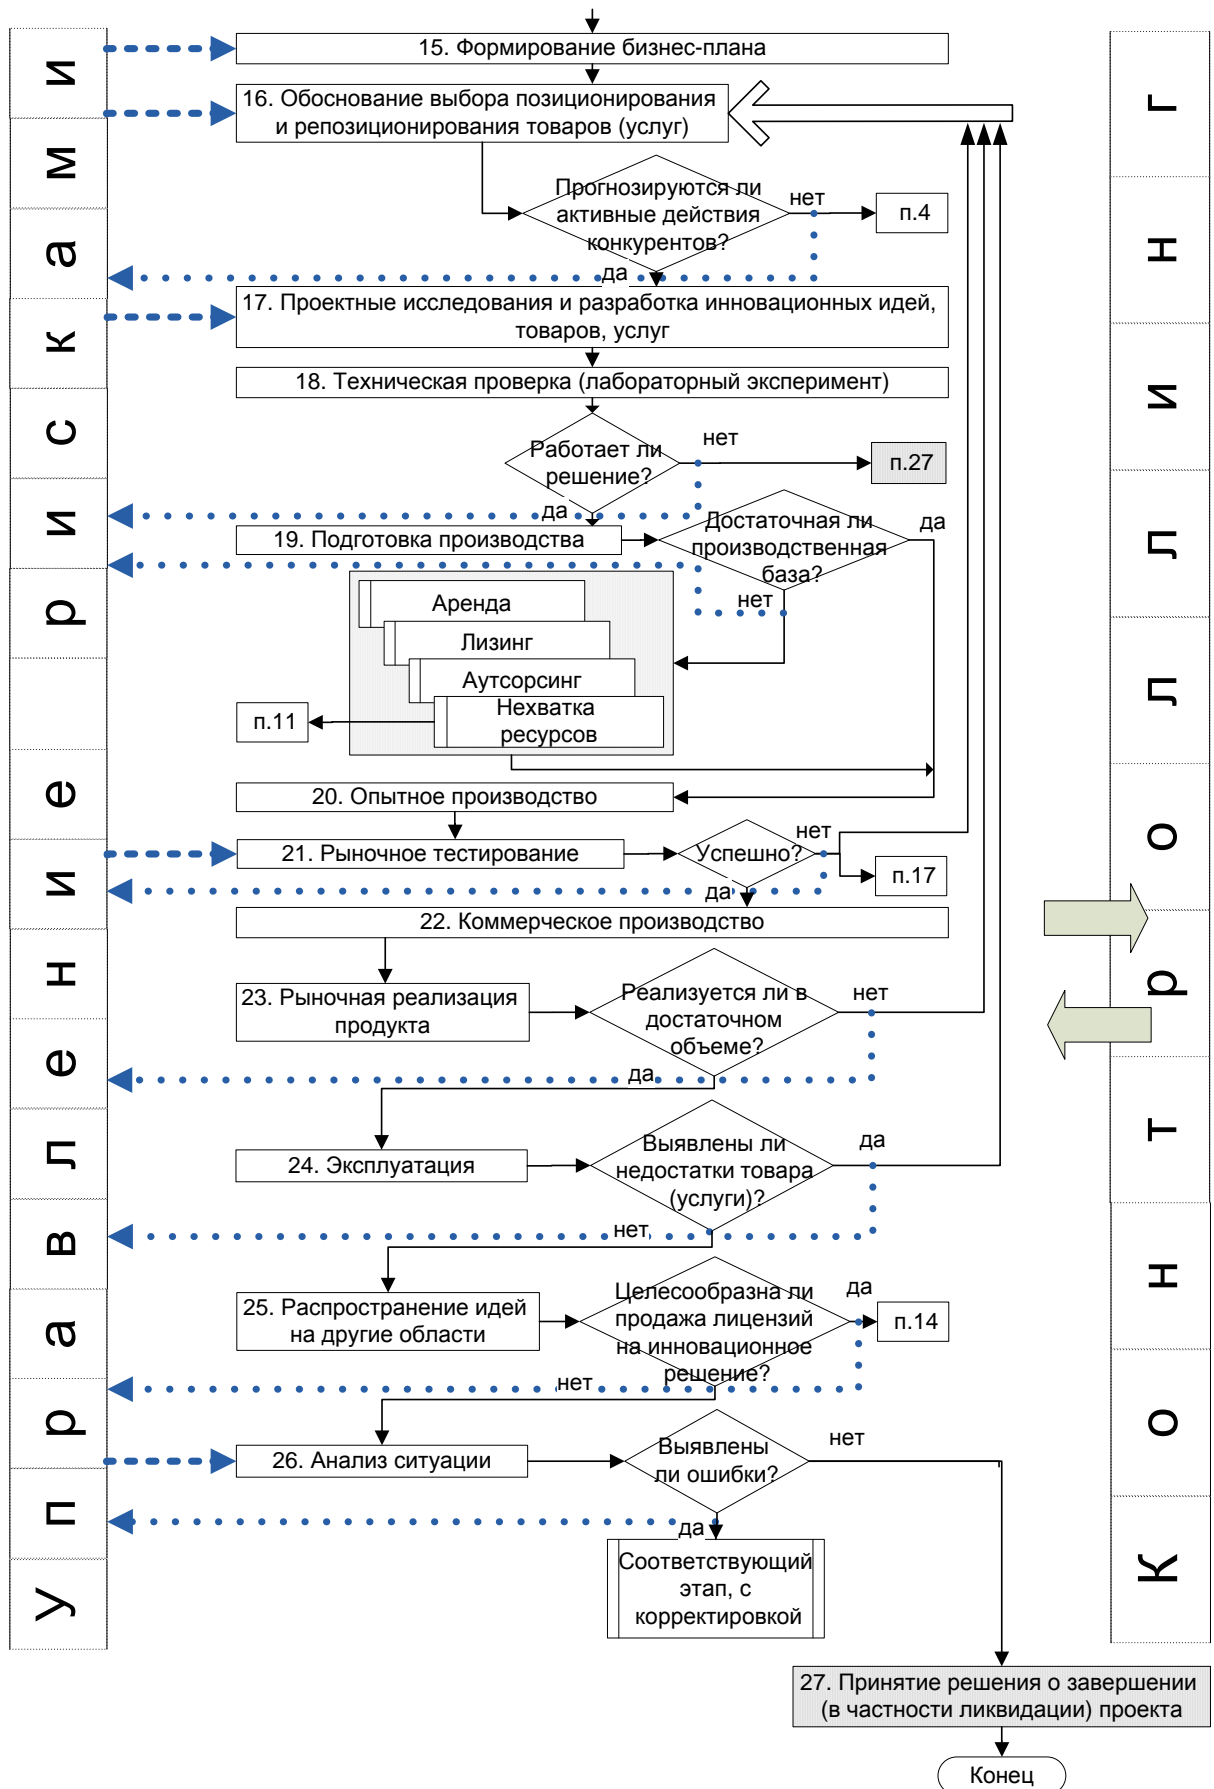 15. Формирование бизнес-плана
16. Обоснование выбора позиционирования
и репозиционирования товаров (услуг)
Прогнозируются ли
активные действия
конкурентов?
нет
п.4
да
17. Проектные исследования и разработка инновационных идей,
товаров, услуг
18. Техническая проверка (лабораторный эксперимент)
Работает ли
решение?
нет
п.27
да
19. Подготовка производства
Достаточная ли
производственная
база?
да
нет
Аренда
Лизинг
Аутсорсинг
Нехватка
ресурсов
п.11
20. Опытное производство
21. Рыночное тестирование
Успешно?
нет
п.17
да
22. Коммерческое производство
23. Рыночная реализация
продукта
Реализуется ли в
достаточном
объеме?
нет
да
24. Эксплуатация
Выявлены ли
недостатки товара
(услуги)?
да
нет
25. Распространение идей
на другие области
Целесообразна ли
продажа лицензий
на инновационное
решение?
да
п.14
нет
26. Анализ ситуации
Выявлены
ли ошибки?
нет
да
Соответствующий
этап, с
корректировкой
27. Принятие решения о завершении
(в частности ликвидации) проекта
Конец
Управление рисками
Контроллинг